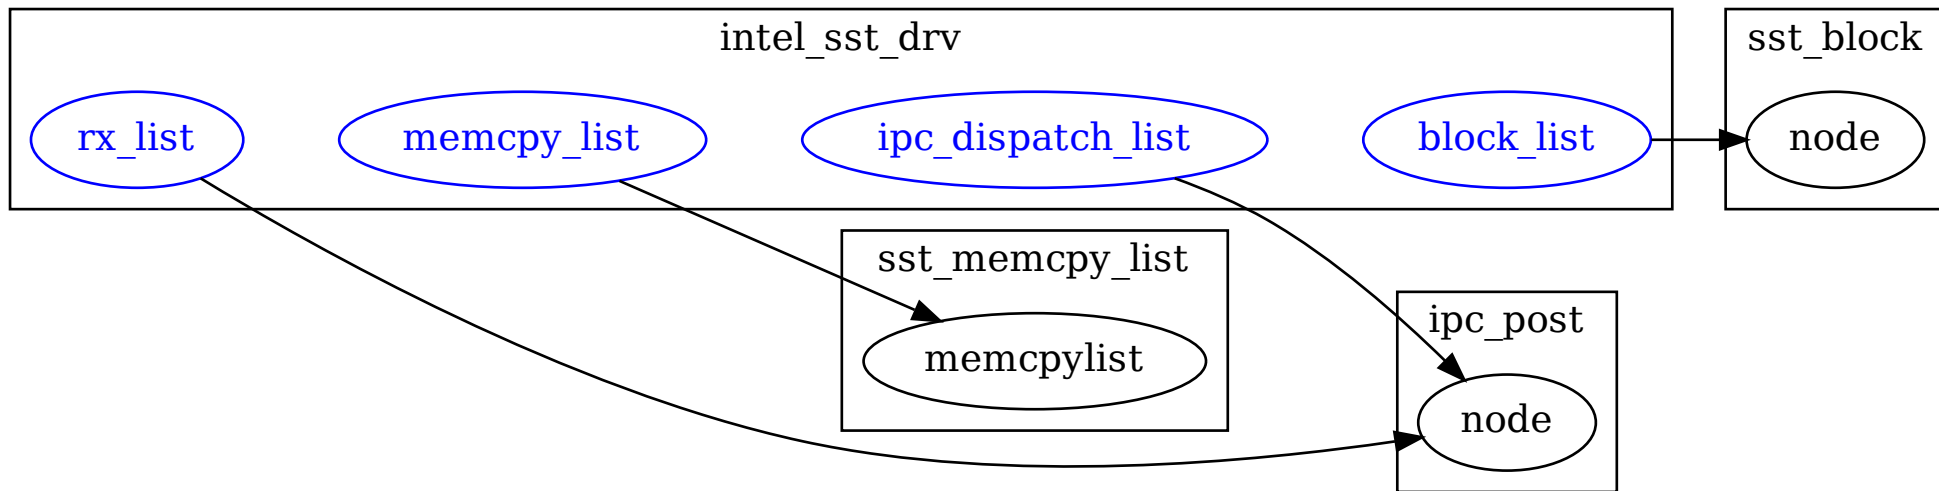 intel_sst_drv
sst_block
rx_list
memcpy_list
ipc_dispatch_list
block_list
node
sst_memcpy_list
memcpylist
ipc_post
node